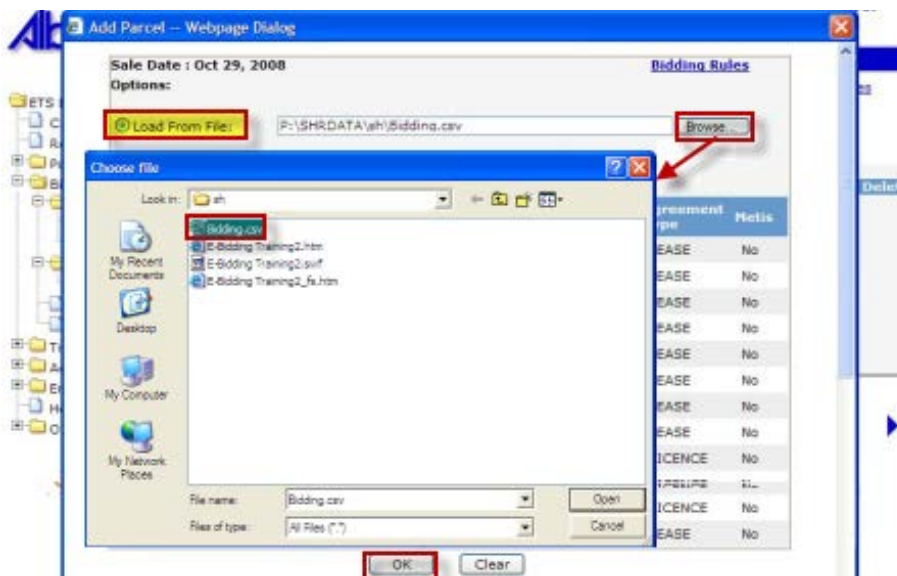 Add Parcel -- Webpage Dialog
Sale Date : Oct 29, 2008
Bidding Rules
Options:
ETS
Load From File:
P:\SHRDATA\sh\Bidding.csv
Browse...
Choose file
Look in:
sh
Bidding.csv
E-Bidding Training2.htm
E-Bidding Training2.swf
E-Bidding Training2_fs.htm
My Recent Documents
Desktop
My Computer
My Network Places
File name:
Bidding.csv
Open
Files of type:
All Files (*.*)
Cancel
Metis
EASE No
EASE No
EASE No
EASE No
EASE No
EASE No
EASE No
EASE No
ICENCE No
ICENCE No
EASE No
OK
Clear